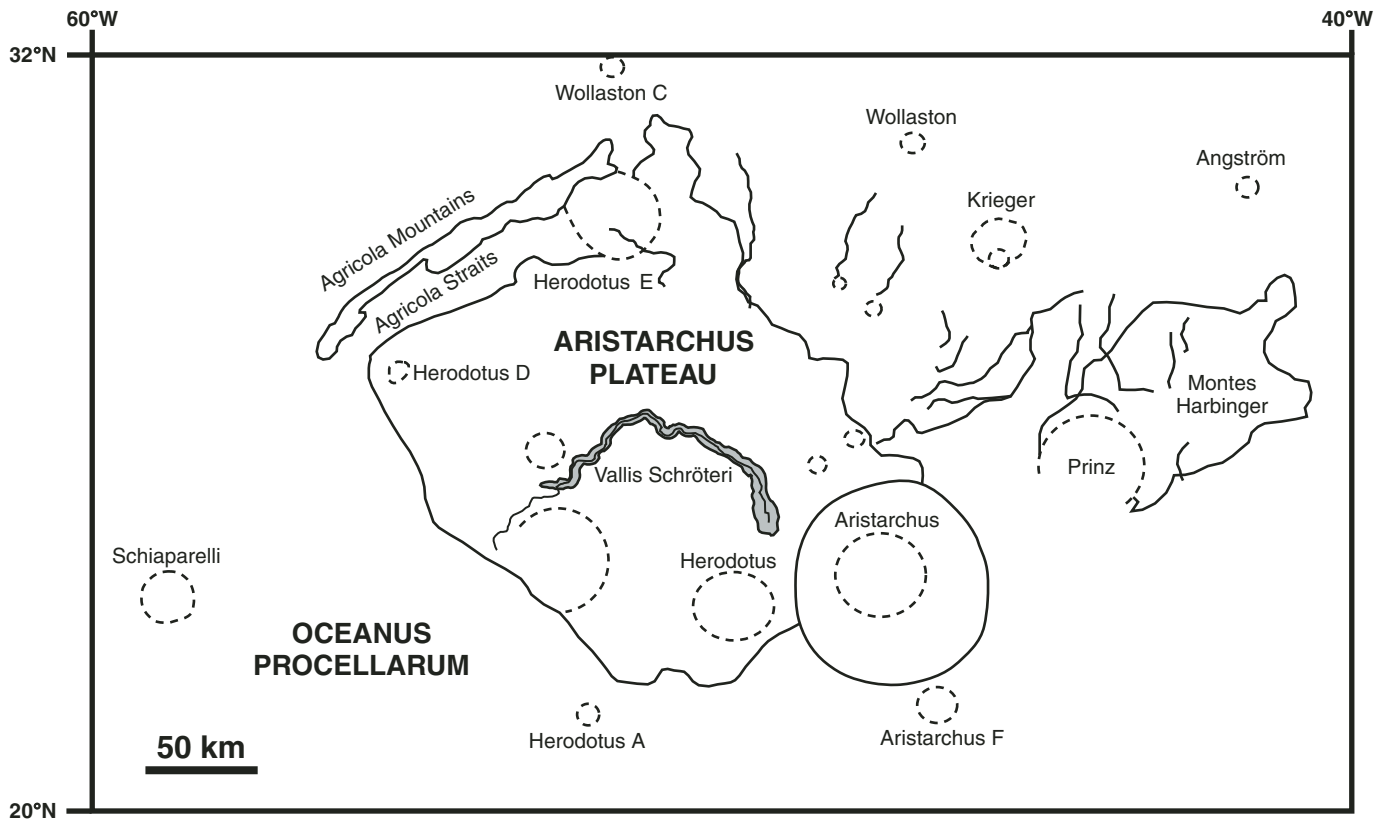 60°W
40°W
32°N
Wollaston C
Wollaston
Angström
Krieger
Agricola Mountains
Agricola Straits
Herodotus E
ARISTARCHUS
PLATEAU
Herodotus D
Montes
Harbinger
Vallis Schröteri
Prinz
Aristarchus
Schiaparelli
Herodotus
OCEANUS
PROCELLARUM
Herodotus A
Aristarchus F
50 km
20°N